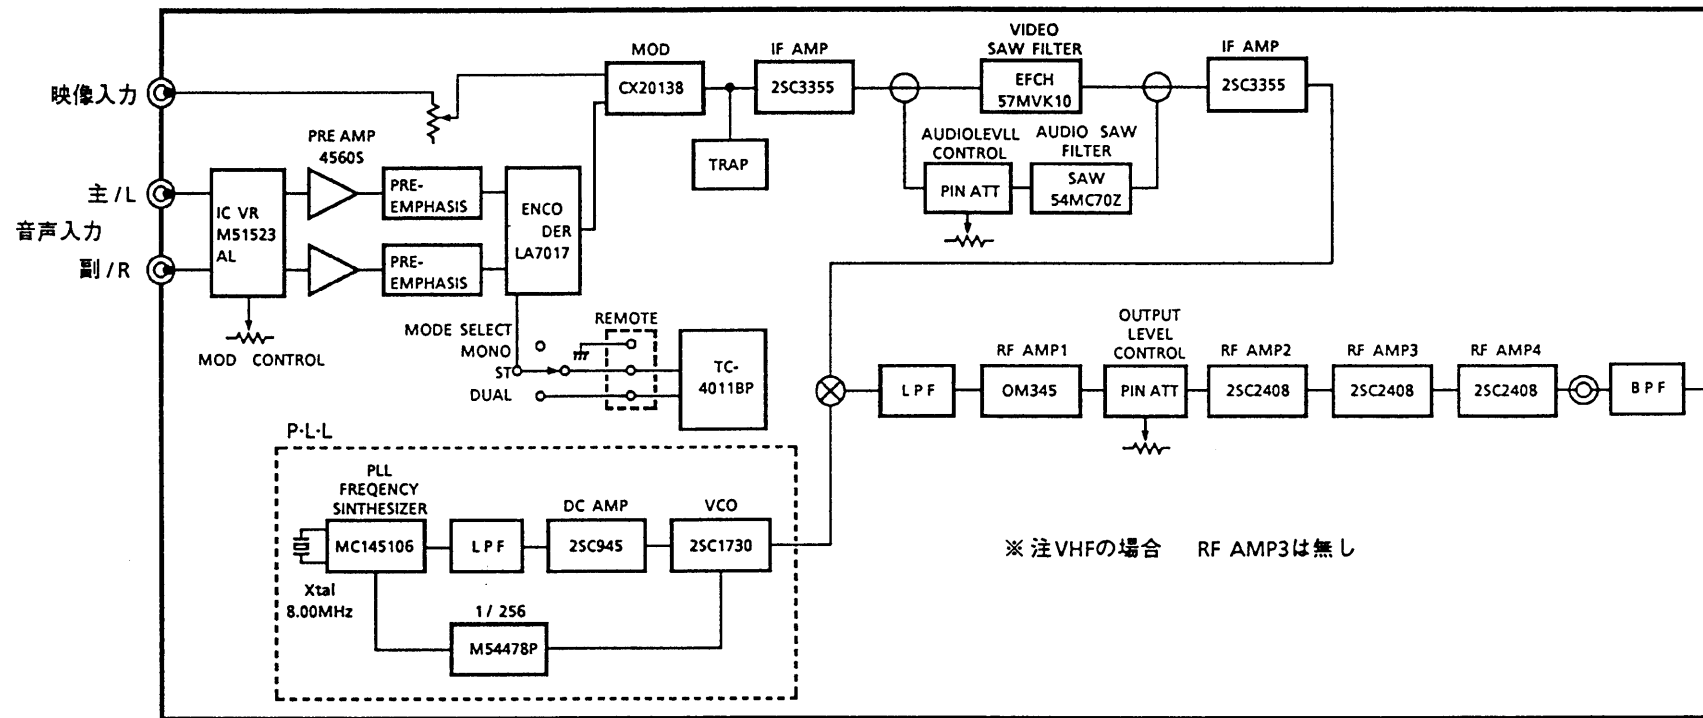 映像入力
主/L
音声入力
副/R
IC VR
M51523
AL
MOD CONTROL
PRE AMP
4560S
PRE-
EMPHASIS
PRE-
EMPHASIS
ENCO
DER
LA7017
MOD
CX20138
TRAP
IF AMP
2SC3355
VIDEO
SAW FILTER
EFCH
57MVK10
AUDIOLEVLL
CONTROL
PIN ATT
AUDIO SAW
FILTER
SAW
54MC70Z
IF AMP
2SC3355
MODE SELECT
MONO
ST
DUAL
REMOTE
TC-
4011BP
LPF
RF AMP1
OM345
OUTPUT
LEVEL
CONTROL
PIN ATT
RF AMP2
2SC2408
RF AMP3
2SC2408
RF AMP4
2SC2408
BPF
P·L·L
PLL
FREQENCY
SINTHESIZER
MC145106
Xtal
8.00MHz
LPF
DC AMP
2SC945
VCO
2SC1730
1/256
M54478P
※注VHFの場合 RF AMP3は無し